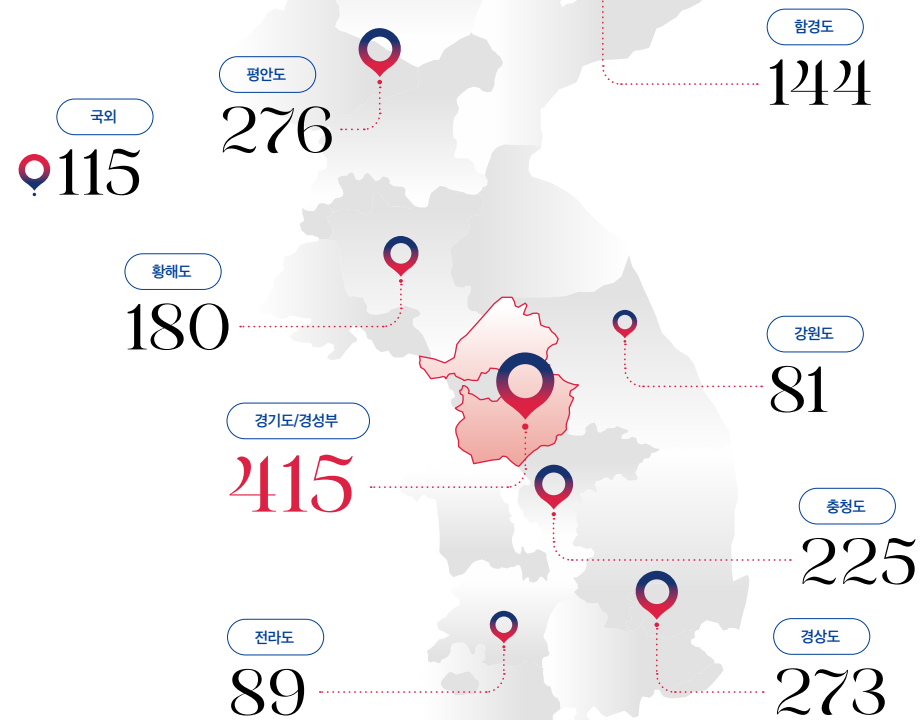 함경도
144
평안도
276
국외
115
황해도
180
강원도
81
경기도/경성부
415
충청도
225
전라도
89
경상도
273